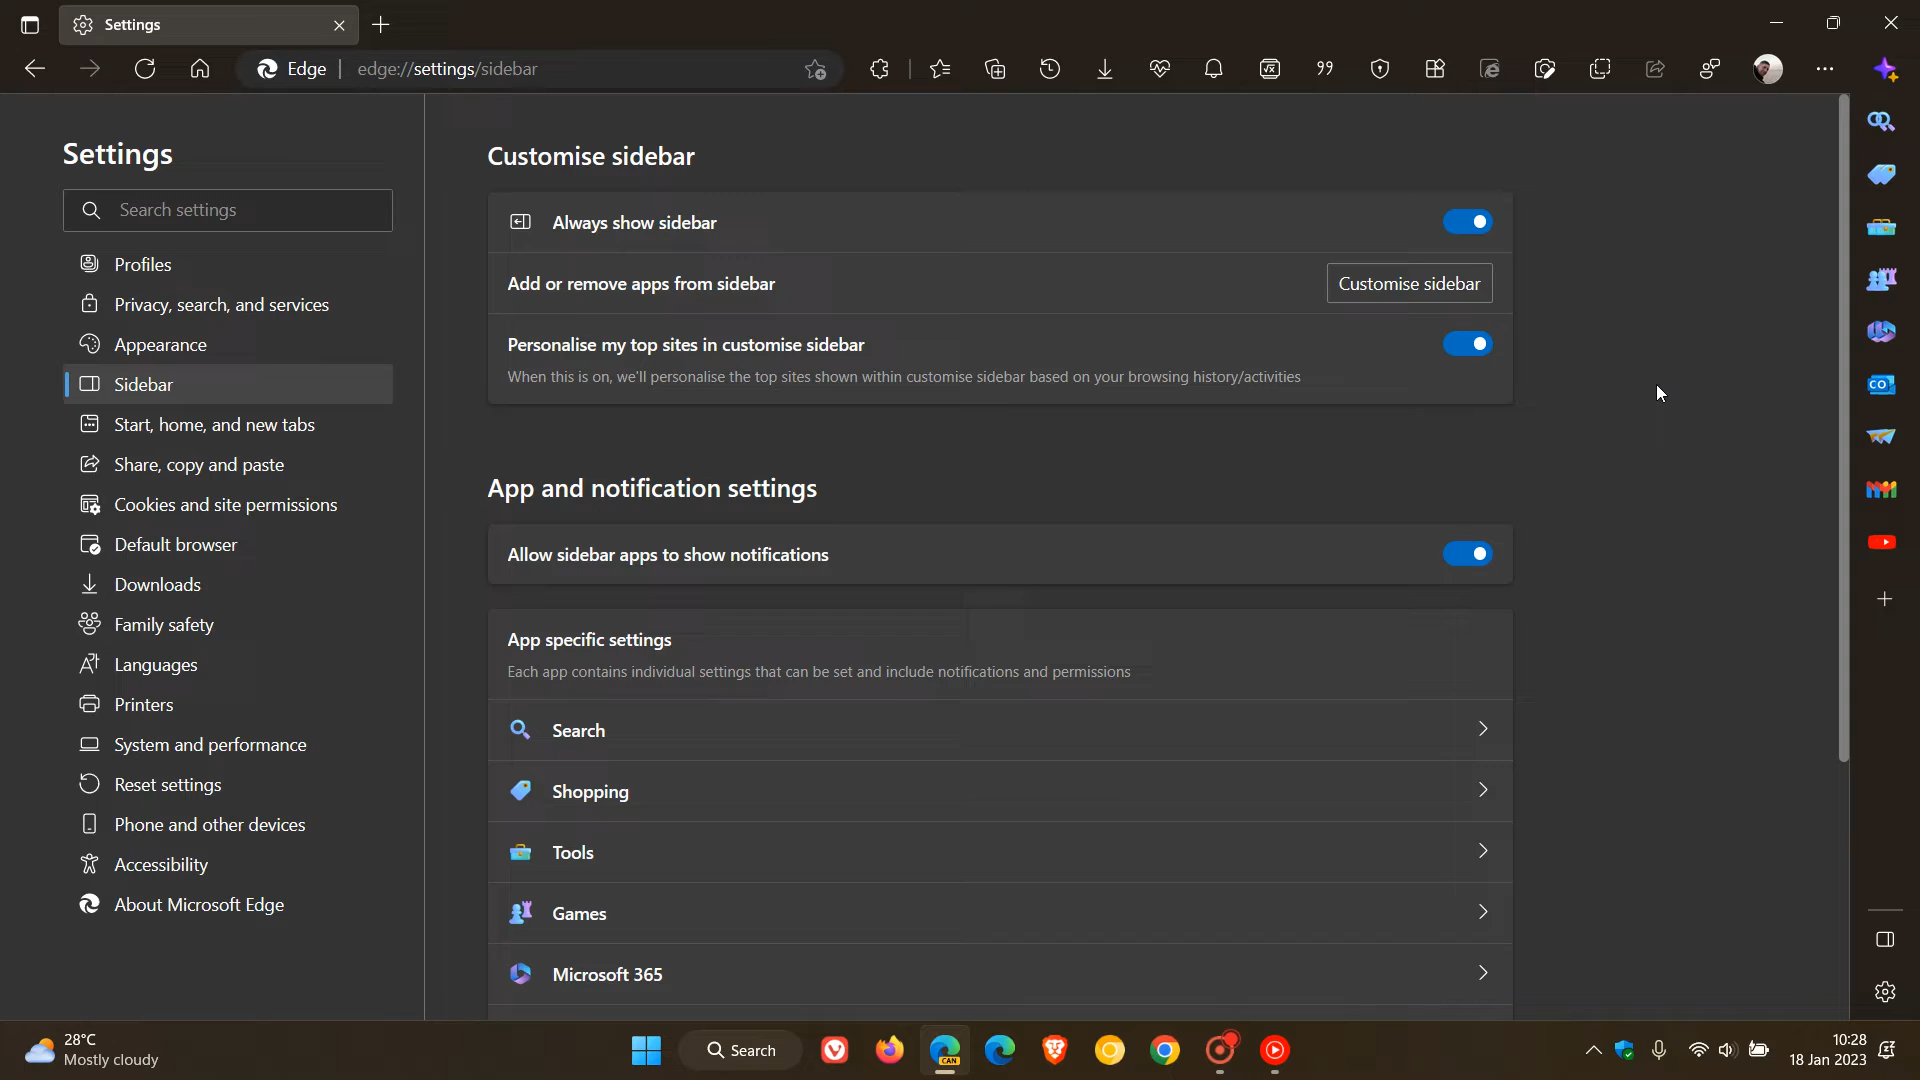 Settings
Edge
edge://settings/sidebar
Settings
Search settings
Profiles
Privacy, search, and services
Appearance
Sidebar
Start, home, and new tabs
Share, copy and paste
Cookies and site permissions
Default browser
Downloads
Family safety
Languages
Printers
System and performance
Reset settings
Phone and other devices
Accessibility
About Microsoft Edge
Customise sidebar
Always show sidebar
Add or remove apps from sidebar
Customise sidebar
Personalise my top sites in customise sidebar
When this is on, we'll personalise the top sites shown within customise sidebar based on your browsing history/activities
App and notification settings
Allow sidebar apps to show notifications
App specific settings
Each app contains individual settings that can be set and include notifications and permissions
Search
Shopping
Tools
Games
Microsoft 365
CO
28°C
Mostly cloudy
Search
CAN
10:28
18 Jan 2023